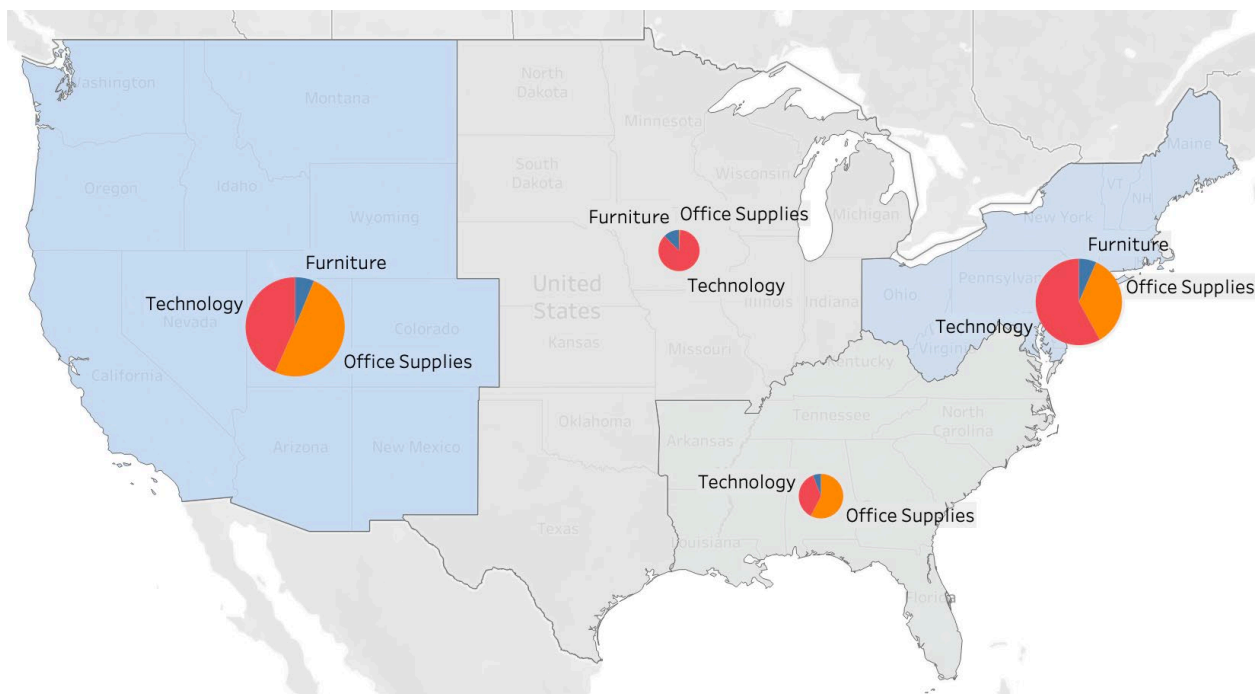 Washington
Montana
North
Dakota
Minnesota
Maine
Oregon
Idaho
South
Dakota
Wisconsin
VT
NH
Wyoming
Michigan
New York
Furniture
Office Supplies
Technology
Furniture
Technology
Office Supplies
Nevada
Colorado
California
Arizona
New Mexico
United
States
Kansas
Illinois
Indiana
Missouri
Ohio
Pennsylvan
Furniture
Office Supplies
Technology
Virginia
Kentucky
Oklahoma
Arkansas
Tennessee
North
Carolina
Texas
Louisiana
Technology
Office Supplies
Florida